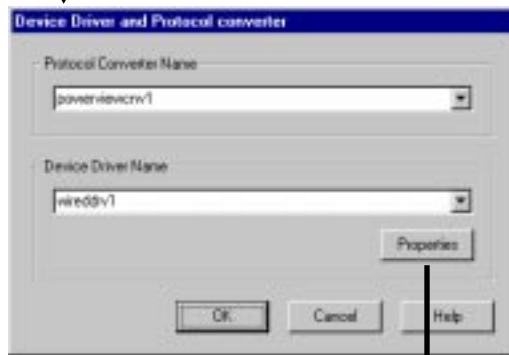 Device Driver and Protocol converter
Protocol Converter Name
powerviewcnv1
Device Driver Name
wireddrv1
Properties
OK
Cancel
Help